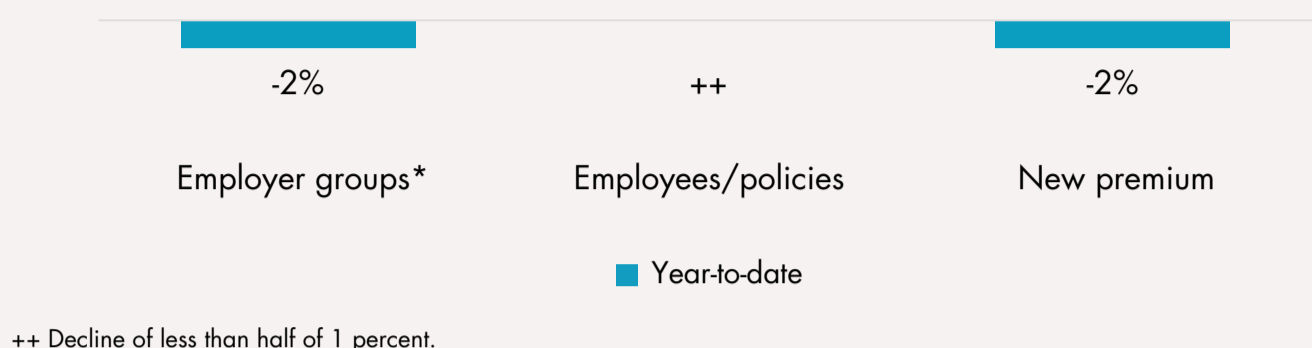 -2% ++ -2%
Employer groups* Employees/policies New premium
Year-to-date
++ Decline of less than half of 1 percent.